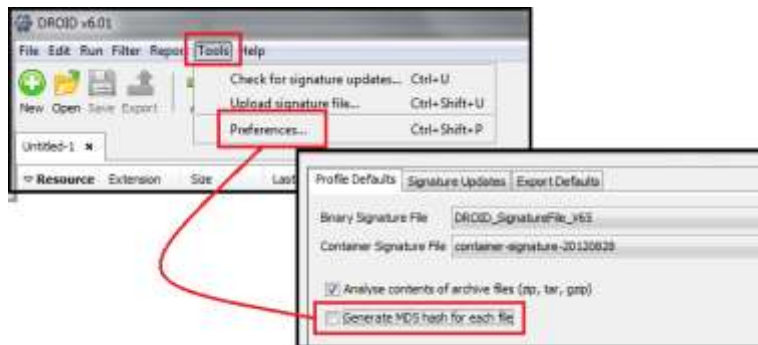 DROID v6.01
File Edit Run Filter Report Tools Help
Check for signature updates... Ctrl+U
Upload signature file... Ctrl+Shift+U
Preferences... Ctrl+Shift+P
New Open Save Export
Untitled-1
Resource Extension Size Last
Profile Defaults Signature Updates Export Defaults
Binary Signature File DROID_SignatureFile_V65
Container Signature File container-signature-20120828
Analyse contents of archive files (zip, tar, gzip)
Generate MD5 hash for each file